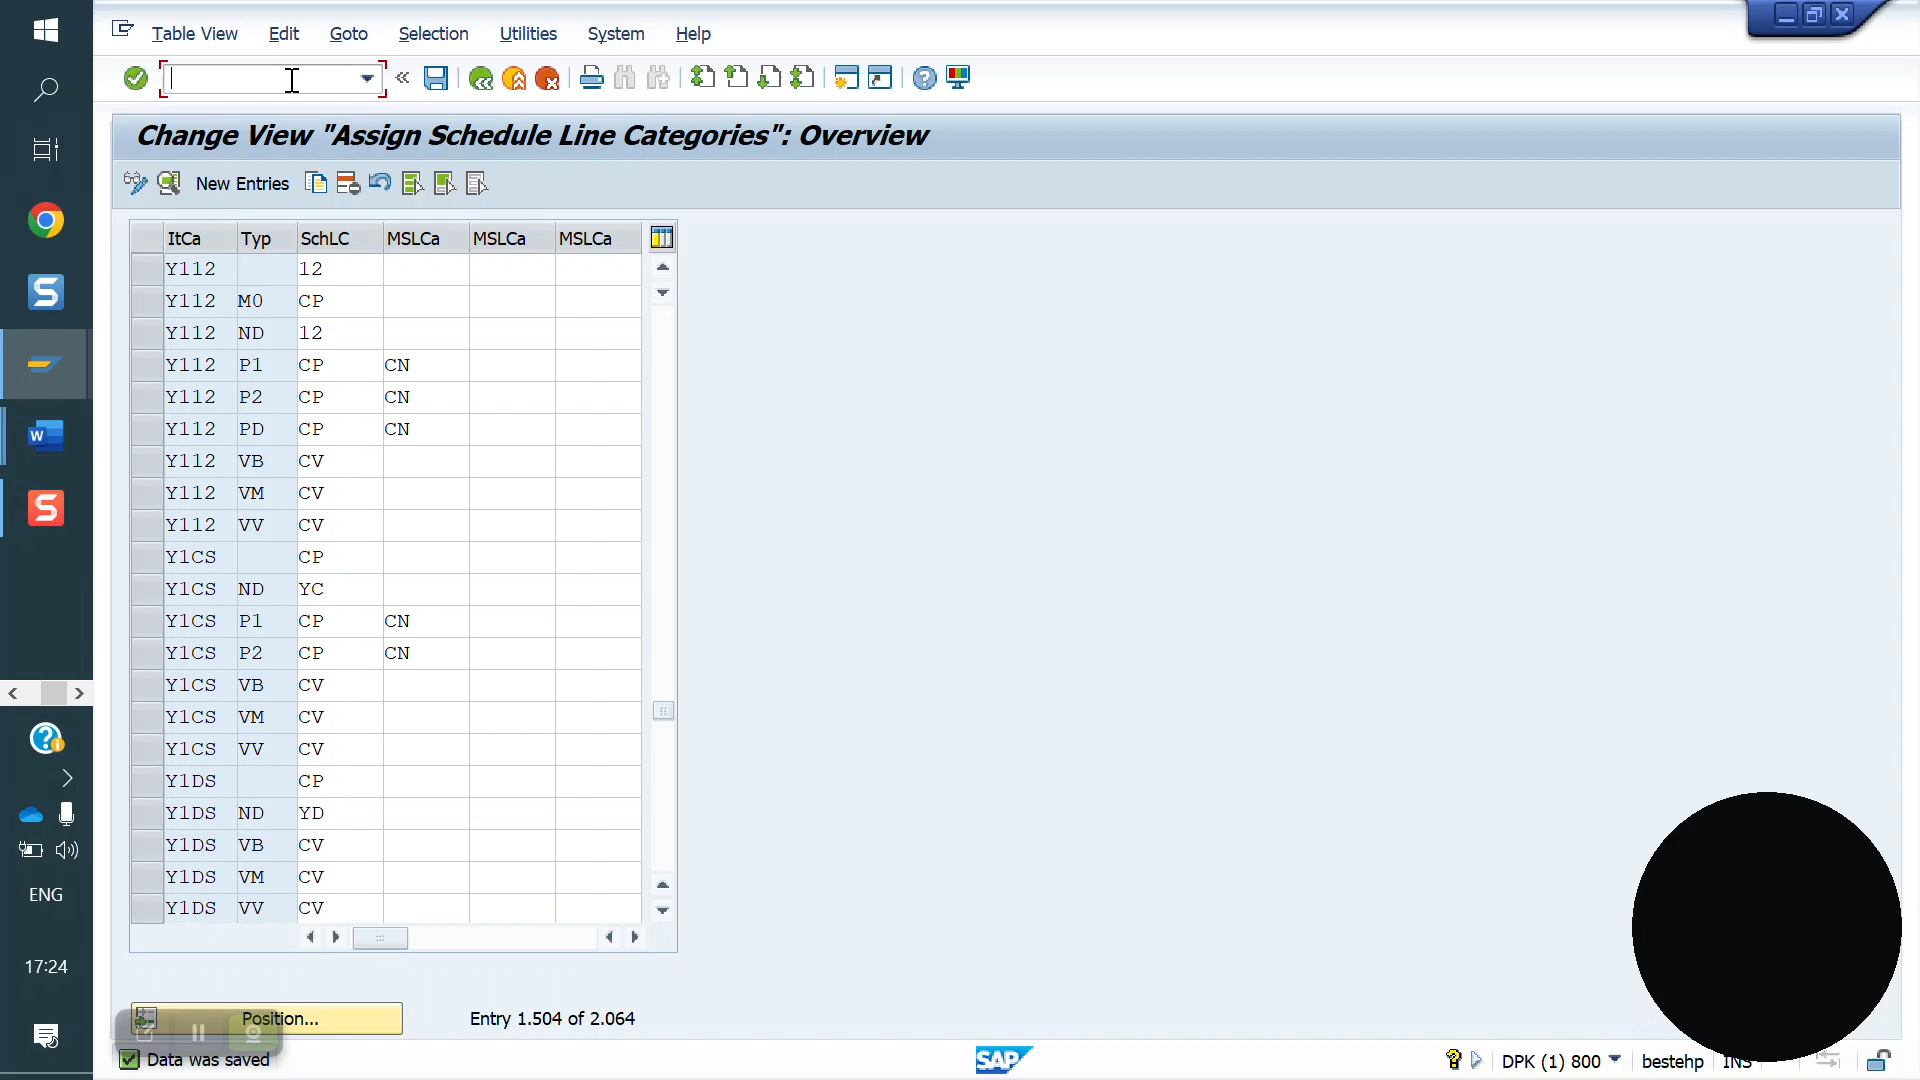 Table View Edit Goto Selection Utilities System Help
Change View "Assign Schedule Line Categories": Overview
New Entries
ItCa Typ SchLC MSLCa MSLCa MSLCa
Y112 12
Y112 M0 CP
Y112 ND 12
Y112 P1 CP CN
Y112 P2 CP CN
Y112 PD CP CN
Y112 VB CV
Y112 VM CV
Y112 VV CV
Y1CS CP
Y1CS ND YC
Y1CS P1 CP CN
Y1CS P2 CP CN
Y1CS VB CV
Y1CS VM CV
Y1CS VV CV
Y1DS CP
Y1DS ND YD
Y1DS VB CV
Y1DS VM CV
Y1DS VV CV
Position... Entry 1.504 of 2.064
Data was saved
SAP
DPK (1) 800 bestehp INS
ENG
17:24